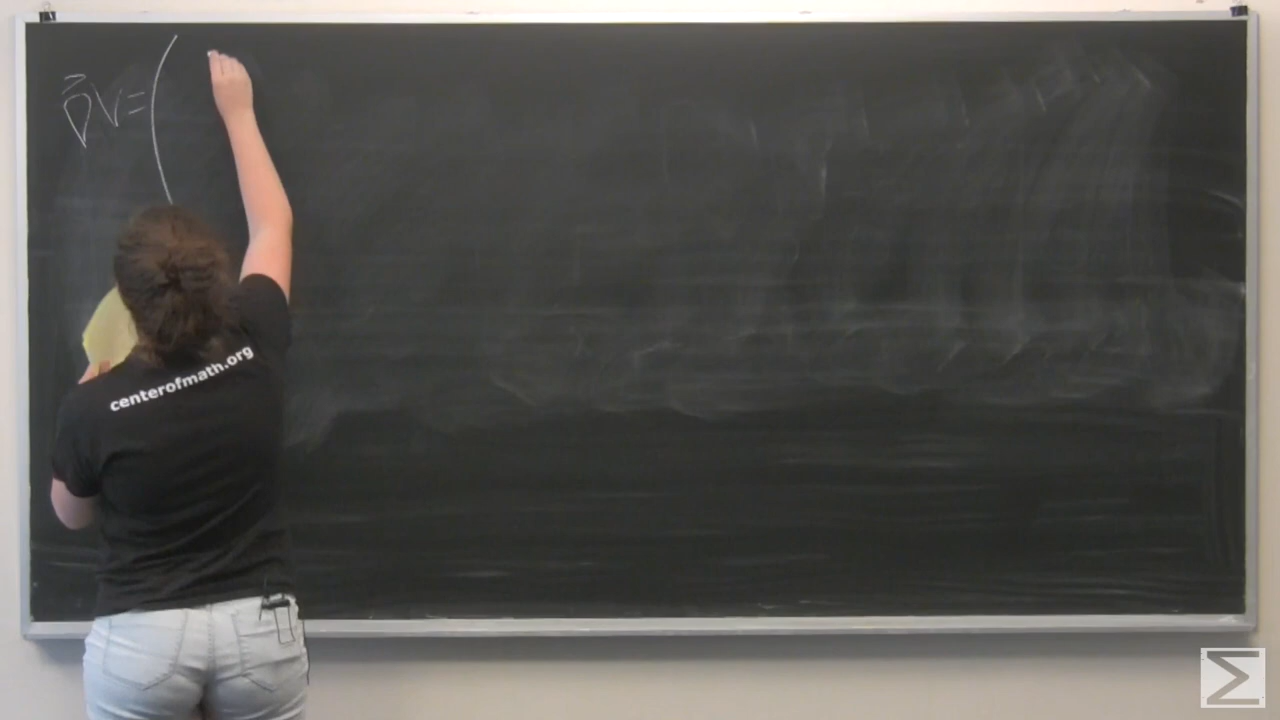 ∇⃗V = (
centerofmath.org
Σ